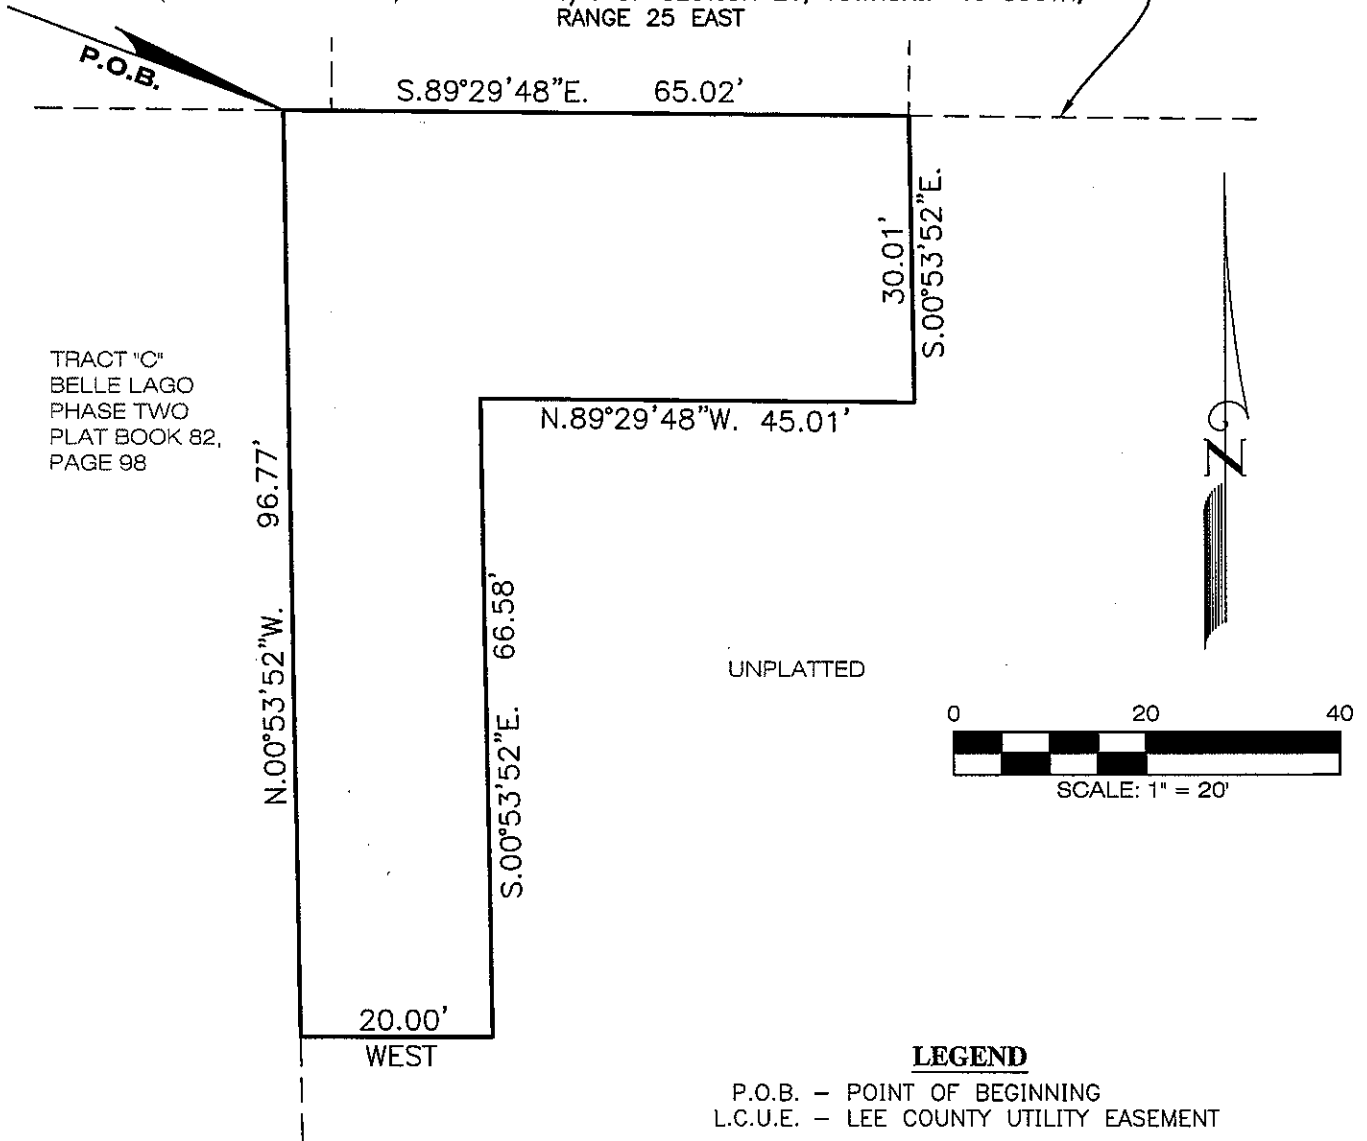 RANGE 25 EAST
P.O.B.
S.89°29'48"E. 65.02'
30.01'
S.00°53'52"E.
TRACT "C"
BELLE LAGO
PHASE TWO
PLAT BOOK 82,
PAGE 98
N.89°29'48"W. 45.01'
N.00°53'52"W. 96.77'
S.00°53'52"E. 66.58'
N
UNPLATTED
0 20 40
SCALE: 1" = 20'
20.00'
WEST
LEGEND
P.O.B. – POINT OF BEGINNING
L.C.U.E. – LEE COUNTY UTILITY EASEMENT